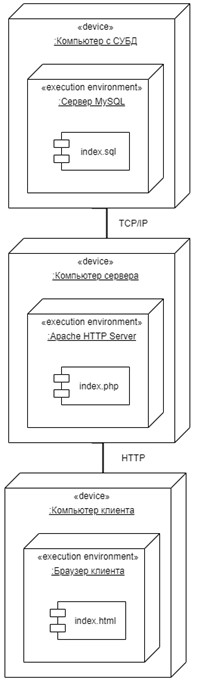 «device»
:Компьютер с СУБД
«execution environment»
:Сервер MySQL
index.sql
TCP/IP
«device»
:Компьютер сервера
«execution environment»
:Apache HTTP Server
index.php
HTTP
«device»
:Компьютер клиента
«execution environment»
:Браузер клиента
index.html